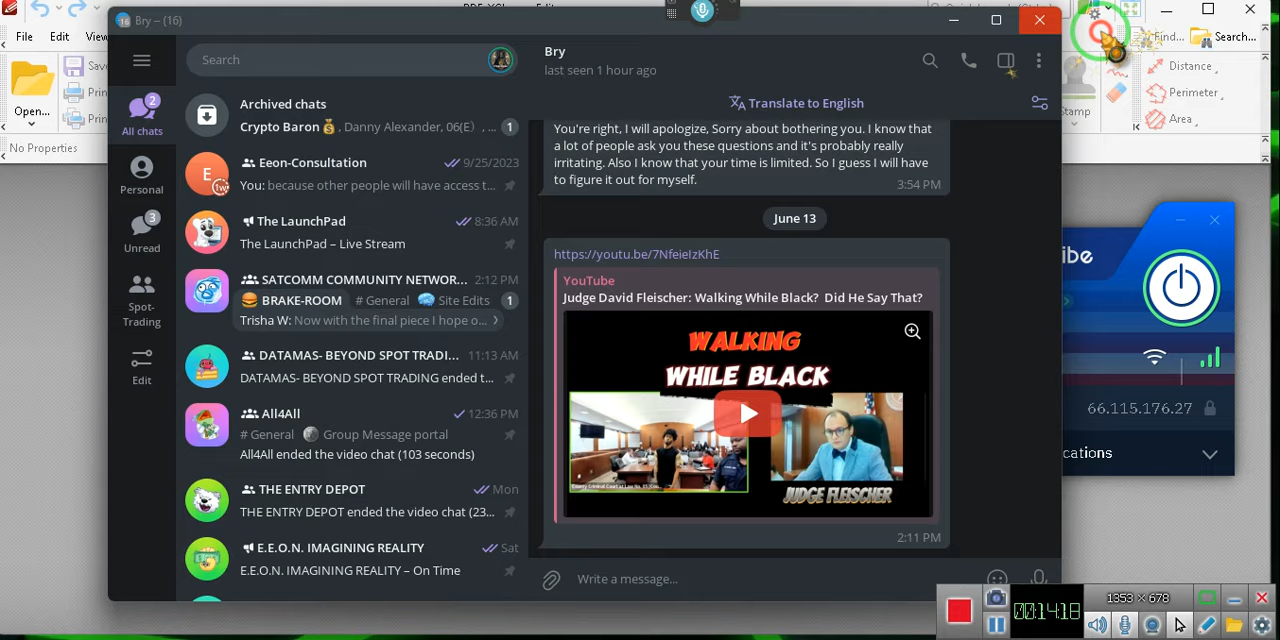 Bry – (16)
File
Edit
View
Open...
Save
Print
Print
No Properties
Find...
Search...
Stamp
Distance
Perimeter
Area
Search
Bry
last seen 1 hour ago
Translate to English
2
All chats
Personal
3
Unread
Spot-
Trading
Edit
Archived chats
Crypto Baron💰, Danny Alexander, 06(E) , ...
1
E
1w
Eeon-Consultation
9/25/2023
You: because other people will have access t...
The LaunchPad
8:36 AM
The LaunchPad – Live Stream
SATCOMM COMMUNITY NETWOR...
2:12 PM
🍔 BRAKE-ROOM # General Site Edits
1
Trisha W: Now with the final piece I hope o...
DATAMAS- BEYOND SPOT TRADI...
11:13 AM
DATAMAS- BEYOND SPOT TRADING ended t...
All4All
12:36 PM
# General Group Message portal
All4All ended the video chat (103 seconds)
THE ENTRY DEPOT
Mon
THE ENTRY DEPOT ended the video chat (23...
E.E.O.N. IMAGINING REALITY
Sat
E.E.O.N. IMAGINING REALITY – On Time
You're right, I will apologize, Sorry about bothering you. I know that
a lot of people ask you these questions and it's probably really
irritating. Also I know that your time is limited. So I guess I will have
to figure it out for myself.
3:54 PM
June 13
https://youtu.be/7NfeieIzKhE
YouTube
Judge David Fleischer: Walking While Black? Did He Say That?
WALKING
WHILE BLACK
JUDGE FLEISCHER
2:11 PM
Write a message...
ibe
66.115.176.27
cations
00:14:18
1353 × 678